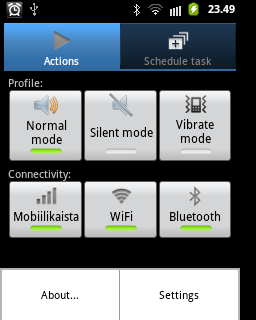 23.49
Actions
Schedule task
Profile:
Normal
mode
Silent mode
Vibrate
mode
Connectivity:
Mobiilikaista
WiFi
Bluetooth
About...
Settings